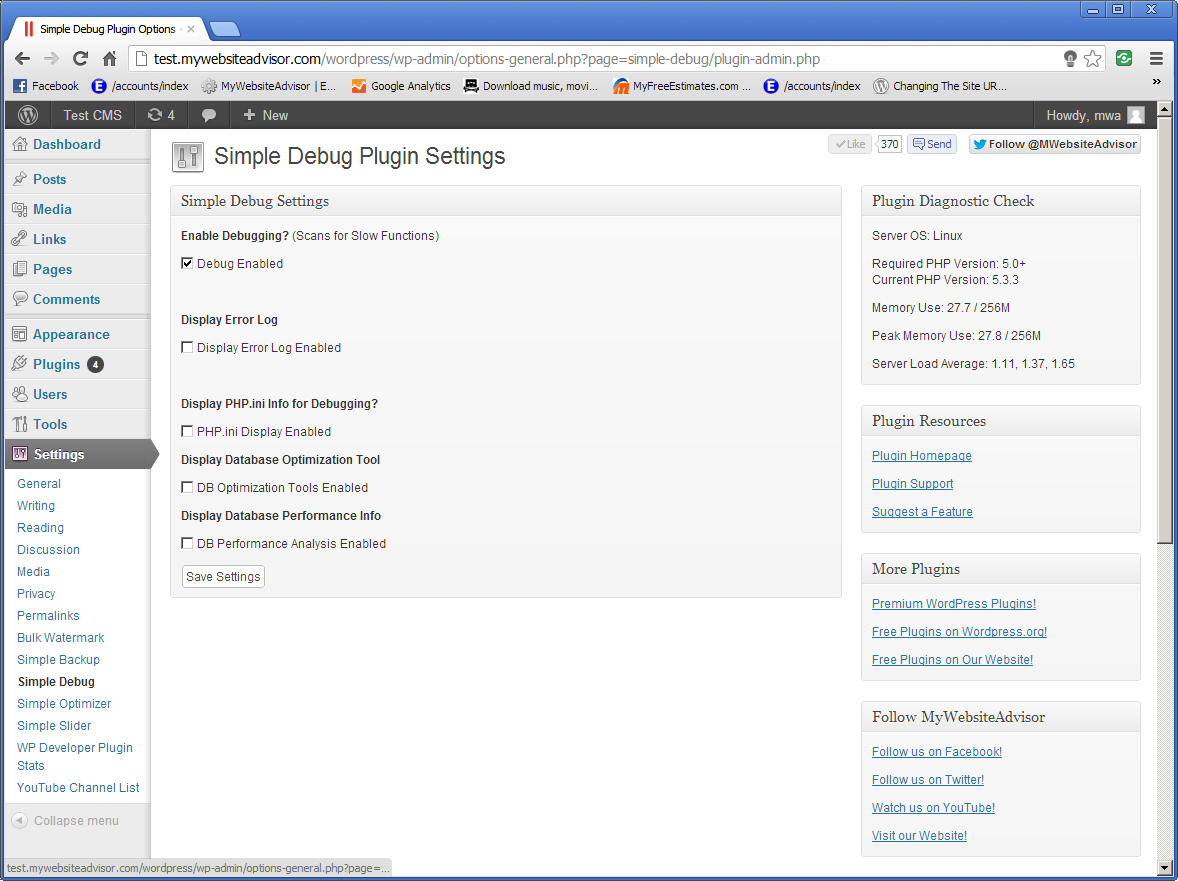 Simple Debug Plugin Options
test.mywebsiteadvisor.com/wordpress/wp-admin/options-general.php?page=simple-debug/plugin-admin.php
Facebook
/accounts/index
MyWebsiteAdvisor | E...
Google Analytics
Download music, movi...
MyFreeEstimates.com ...
/accounts/index
Changing The Site UR...
»
Test CMS
4
+ New
Howdy, mwa
Dashboard
Posts
Media
Links
Pages
Comments
Appearance
Plugins 4
Users
Tools
Settings
General
Writing
Reading
Discussion
Media
Privacy
Permalinks
Bulk Watermark
Simple Backup
Simple Debug
Simple Optimizer
Simple Slider
WP Developer Plugin
Stats
YouTube Channel List
Collapse menu
Simple Debug Plugin Settings
Like
370
Send
Follow @MWebsiteAdvisor
Simple Debug Settings
Enable Debugging? (Scans for Slow Functions)
Debug Enabled
Display Error Log
Display Error Log Enabled
Display PHP.ini Info for Debugging?
PHP.ini Display Enabled
Display Database Optimization Tool
DB Optimization Tools Enabled
Display Database Performance Info
DB Performance Analysis Enabled
Save Settings
Plugin Diagnostic Check
Server OS: Linux
Required PHP Version: 5.0+
Current PHP Version: 5.3.3
Memory Use: 27.7 / 256M
Peak Memory Use: 27.8 / 256M
Server Load Average: 1.11, 1.37, 1.65
Plugin Resources
Plugin Homepage
Plugin Support
Suggest a Feature
More Plugins
Premium WordPress Plugins!
Free Plugins on Wordpress.org!
Free Plugins on Our Website!
Follow MyWebsiteAdvisor
Follow us on Facebook!
Follow us on Twitter!
Watch us on YouTube!
Visit our Website!
test.mywebsiteadvisor.com/wordpress/wp-admin/options-general.php?page=...